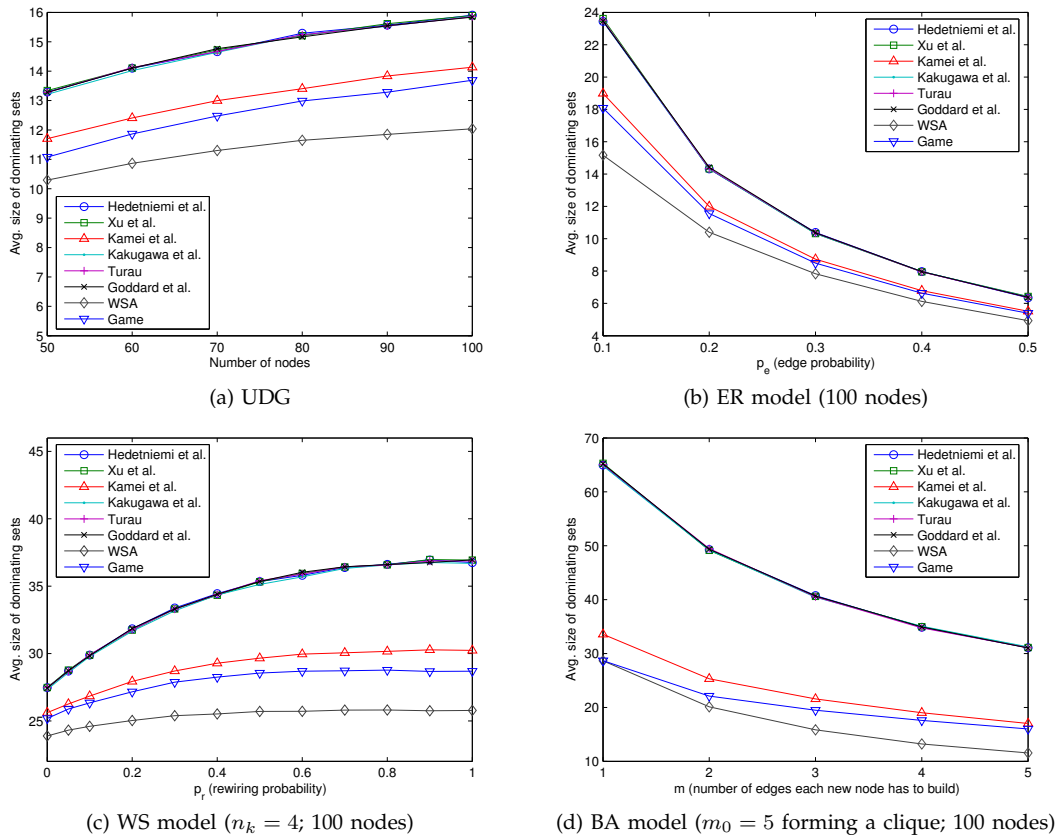 16
15
14
13
12
11
10
9
8
7
6
5
50 60 70 80 90 100
Avg. size of dominating sets
Number of nodes
Hedetniemi et al.
Xu et al.
Kamei et al.
Kakugawa et al.
Turau
Goddard et al.
WSA
Game
(a) UDG
24
22
20
18
16
14
12
10
8
6
4
0.1 0.2 0.3 0.4 0.5
Avg. size of dominating sets
p_e (edge probability)
Hedetniemi et al.
Xu et al.
Kamei et al.
Kakugawa et al.
Turau
Goddard et al.
WSA
Game
(b) ER model (100 nodes)
45
40
35
30
25
0 0.2 0.4 0.6 0.8 1
Avg. size of dominating sets
p_r (rewiring probability)
Hedetniemi et al.
Xu et al.
Kamei et al.
Kakugawa et al.
Turau
Goddard et al.
WSA
Game
(c) WS model (n_k = 4; 100 nodes)
70
60
50
40
30
20
10
1 2 3 4 5
Avg. size of dominating sets
m (number of edges each new node has to build)
Hedetniemi et al.
Xu et al.
Kamei et al.
Kakugawa et al.
Turau
Goddard et al.
WSA
Game
(d) BA model (m_0 = 5 forming a clique; 100 nodes)